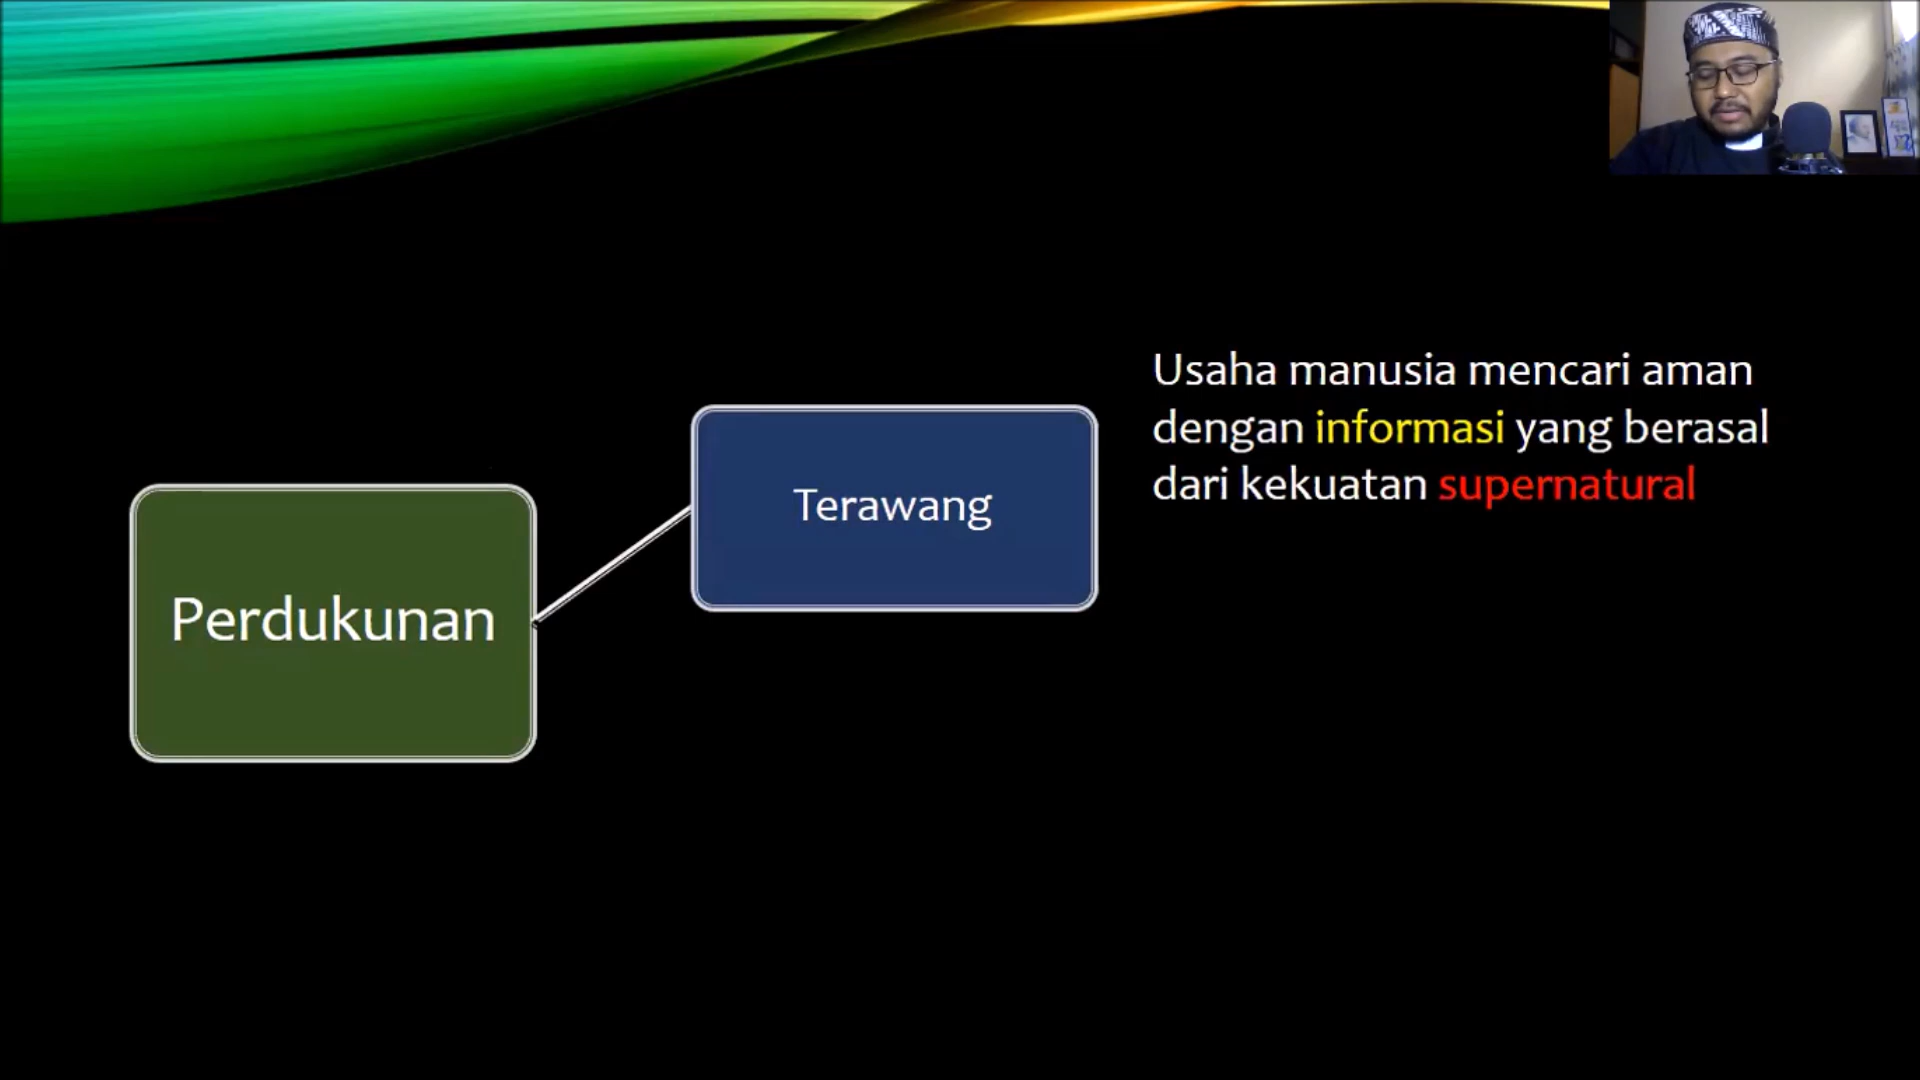 Perdukunan
Terawang
Usaha manusia mencari aman
dengan informasi yang berasal
dari kekuatan supernatural